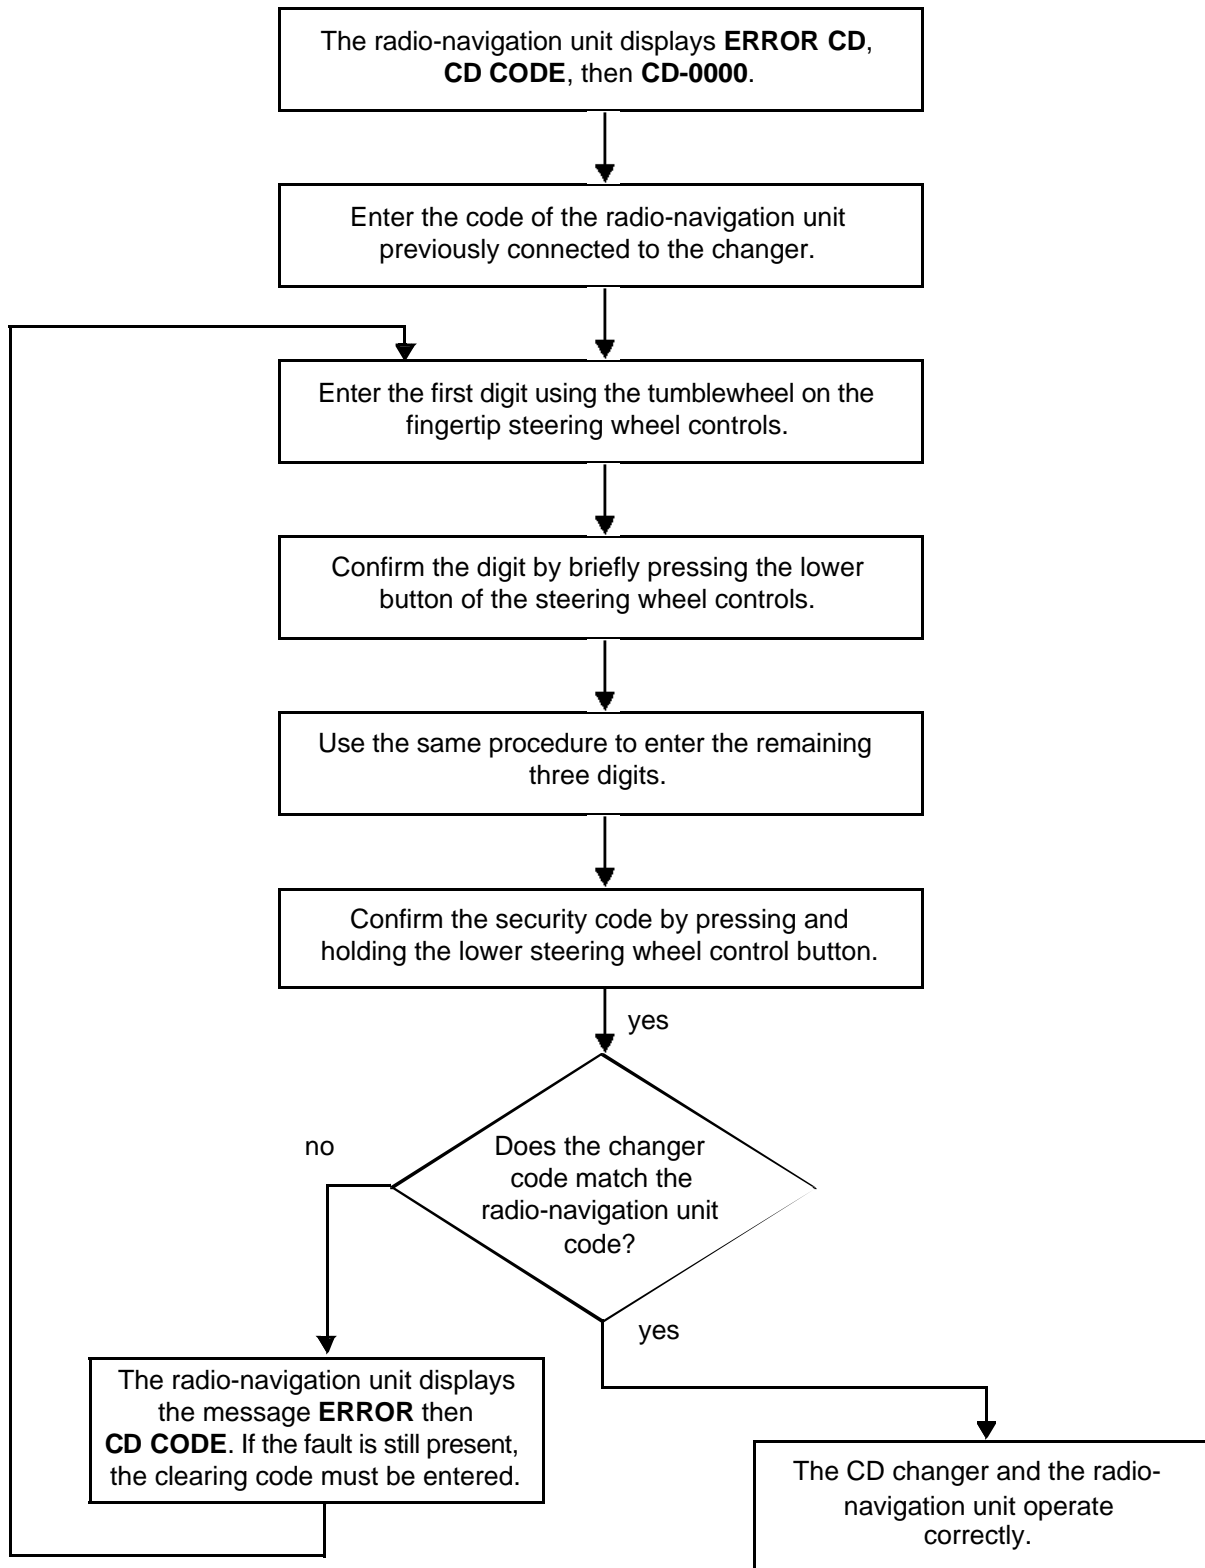 The radio-navigation unit displays ERROR CD,
CD CODE, then CD-0000.
Enter the code of the radio-navigation unit
previously connected to the changer.
Enter the first digit using the tumblewheel on the
fingertip steering wheel controls.
Confirm the digit by briefly pressing the lower
button of the steering wheel controls.
Use the same procedure to enter the remaining
three digits.
Confirm the security code by pressing and
holding the lower steering wheel control button.
yes
no
Does the changer
code match the
radio-navigation unit
code?
yes
The radio-navigation unit displays
the message ERROR then
CD CODE. If the fault is still present,
the clearing code must be entered.
The CD changer and the radio-
navigation unit operate
correctly.